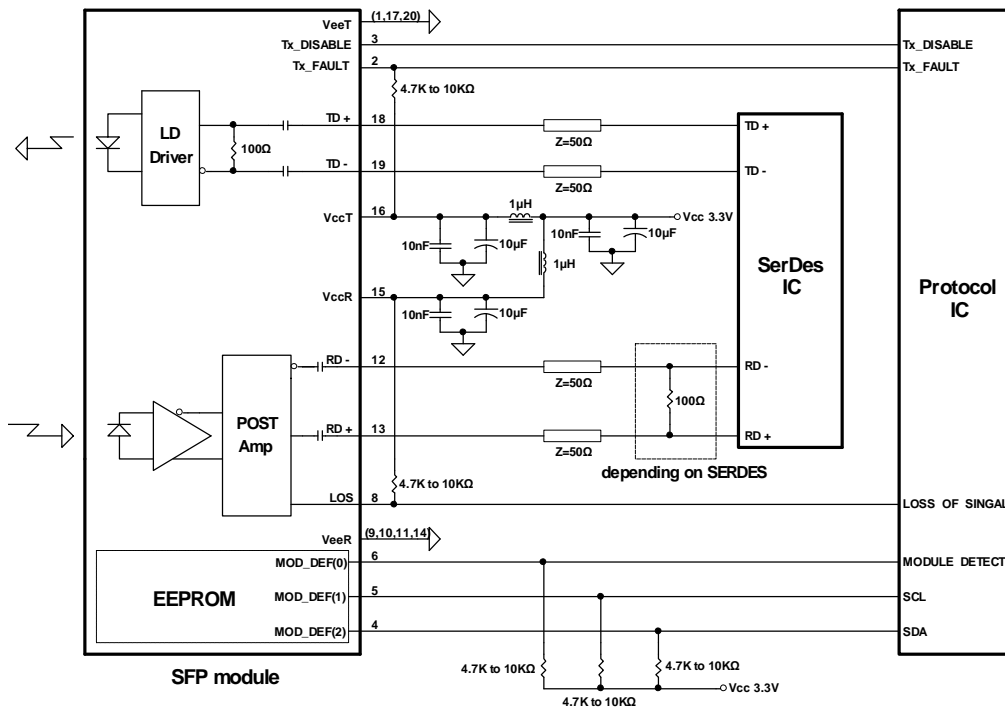 VeeT (1,17,20)
Tx_DISABLE 3 Tx_DISABLE
Tx_FAULT 2 Tx_FAULT
4.7K to 10KΩ
LD Driver
100Ω
TD + 18 Z=50Ω TD +
TD - 19 Z=50Ω TD -
1µH
VccT 16 Vcc 3.3V
10nF 10µF 10nF 10µF
1µH
SerDes IC
Protocol IC
VccR 15
10nF 10µF
RD - 12 Z=50Ω RD -
100Ω
POST Amp
RD + 13 Z=50Ω RD +
depending on SERDES
4.7K to 10KΩ
LOS 8 LOSS OF SINGAL
VeeR (9,10,11,14)
MOD_DEF(0) 6 MODULE DETECT
EEPROM
MOD_DEF(1) 5 SCL
MOD_DEF(2) 4 SDA
4.7K to 10KΩ 4.7K to 10KΩ
4.7K to 10KΩ
Vcc 3.3V
SFP module